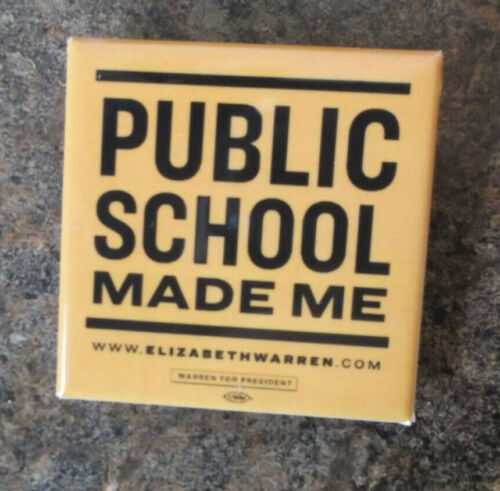 PUBLIC
SCHOOL
MADE ME
WWW.ELIZABETHWARREN.COM
WARREN FOR PRESIDENT